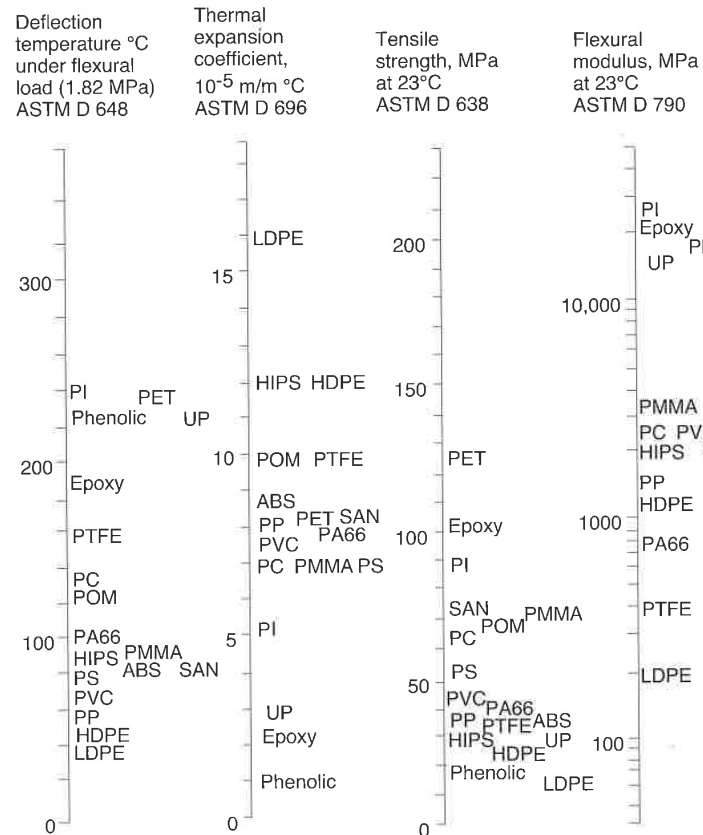 Deflection
temperature °C
under flexural
load (1.82 MPa)
ASTM D 648
300
200
100
0
PI PET
Phenolic UP
Epoxy
PTFE
PC
POM
PA66
HIPS PMMA
PS ABS SAN
PVC
PP
HDPE
LDPE
Thermal
expansion
coefficient,
10-5 m/m °C
ASTM D 696
15
10
5
0
LDPE
HIPS HDPE
POM PTFE
ABS
PP PET SAN
PVC PA66
PC PMMA PS
PI
UP
Epoxy
Phenolic
Tensile
strength, MPa
at 23°C
ASTM D 638
200
150
100
50
0
PET
Epoxy
PI
SAN PMMA
PC POM
PS
PVC PA66
PP PTFE ABS
HIPS HDPE UP
Phenolic LDPE
Flexural
modulus, MPa
at 23°C
ASTM D 790
10,000
1000
100
PI
Epoxy
UP
PMMA
PC
HIPS
PP
HDPE
PA66
PTFE
LDPE